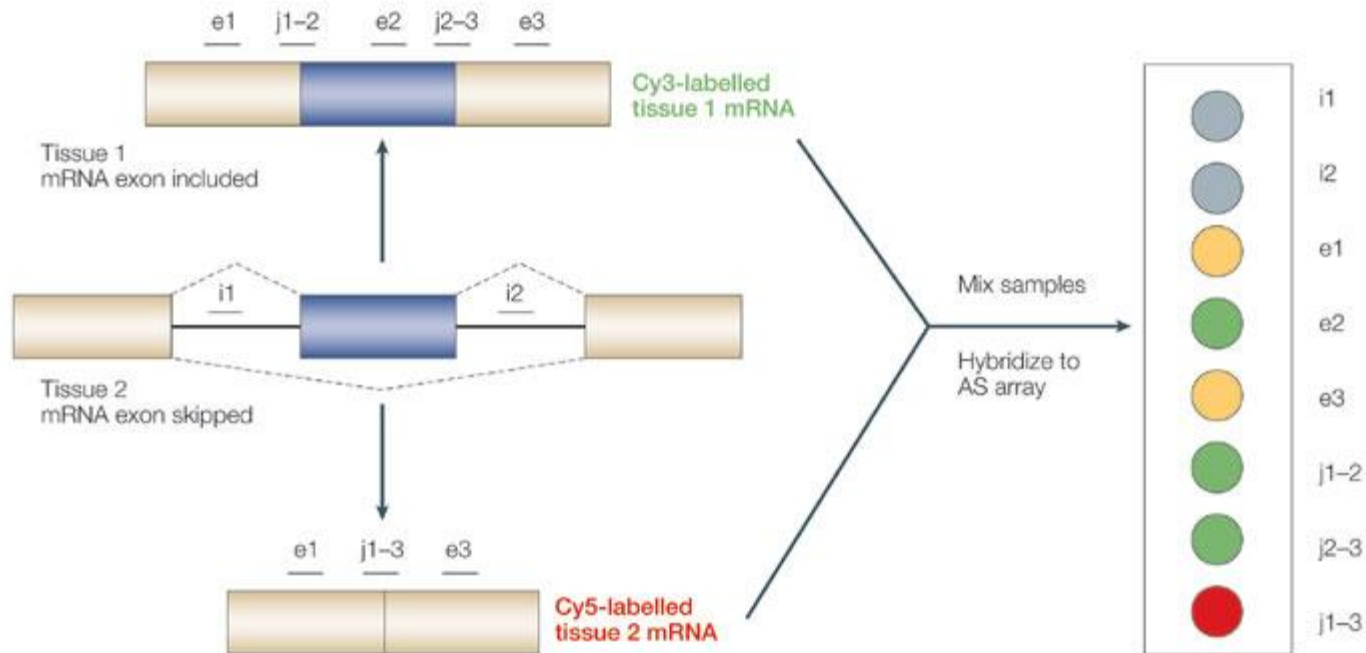 e1 j1–2 e2 j2–3 e3
Cy3-labelled
tissue 1 mRNA
Tissue 1
mRNA exon included
i1 i2
Tissue 2
mRNA exon skipped
e1 j1–3 e3
Cy5-labelled
tissue 2 mRNA
Mix samples
Hybridize to
AS array
i1
i2
e1
e2
e3
j1–2
j2–3
j1–3